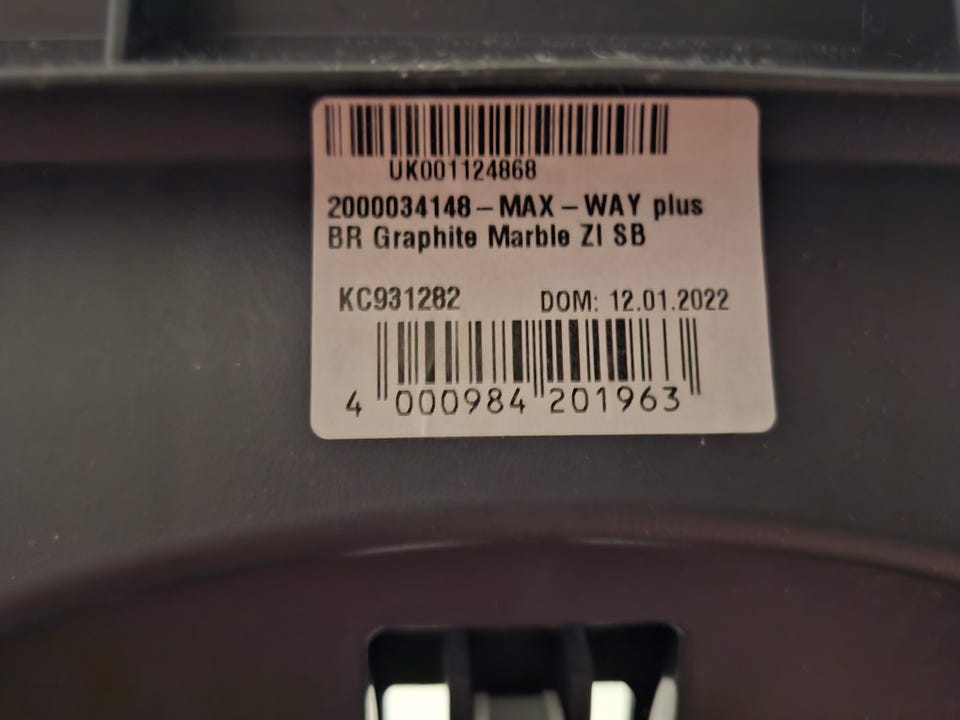 UK001124868
2000034148 – MAX – WAY plus
BR Graphite Marble ZI SB
KC931282 DOM: 12.01.2022
4 000984 201963